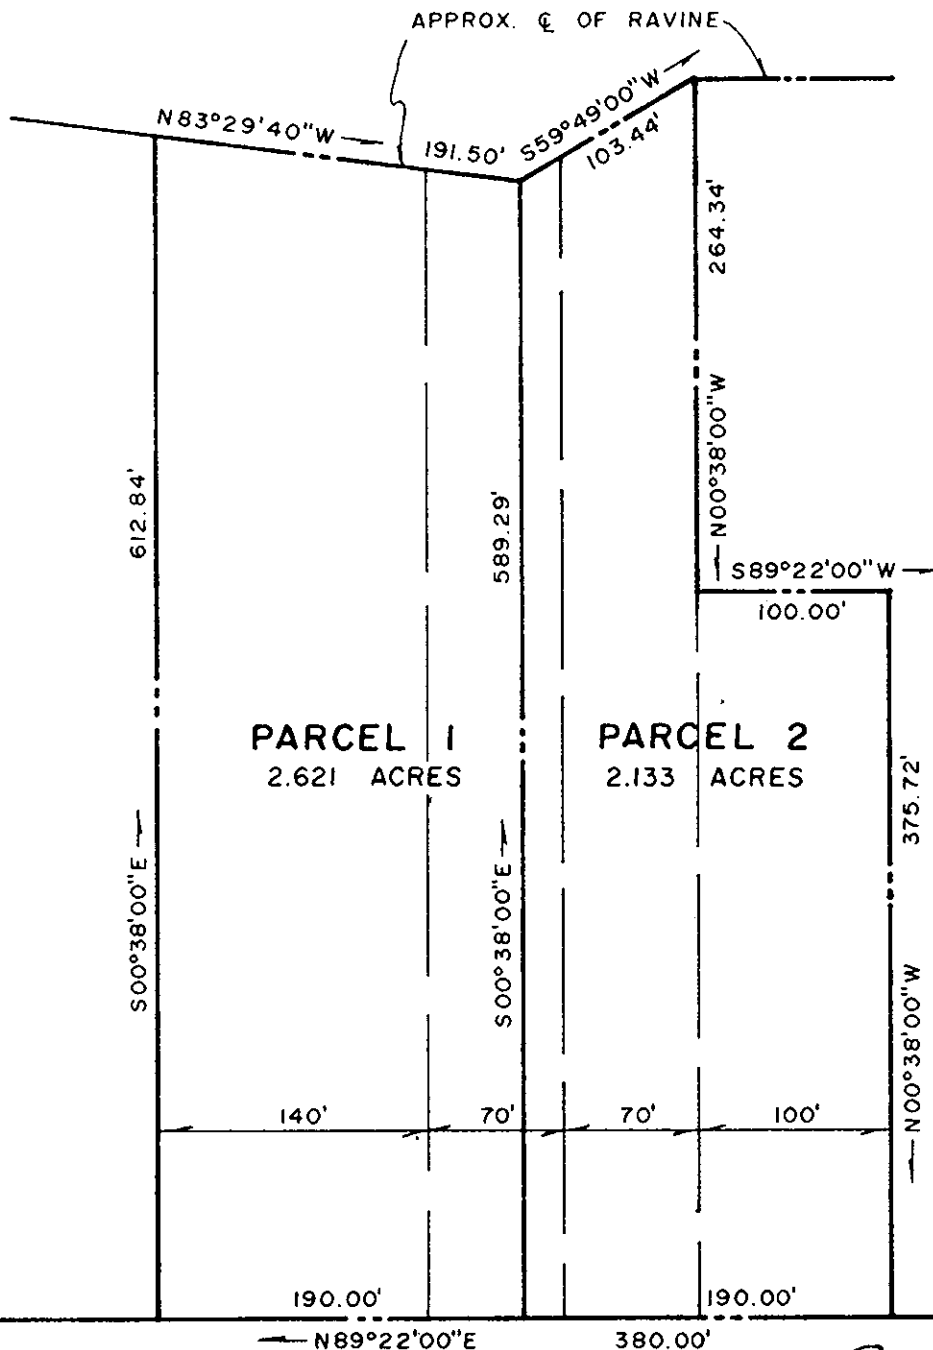 APPROX. ℄ OF RAVINE
N83°29'40"W
191.50'
S59°49'00"W
103.44'
264.34'
N00°38'00"W
612.84'
589.29'
S89°22'00"W
100.00'
PARCEL 1
2.621 ACRES
PARCEL 2
2.133 ACRES
375.72'
S00°38'00"E
S00°38'00"E
N00°38'00"W
140'
70'
70'
100'
190.00'
190.00'
N89°22'00"E
380.00'